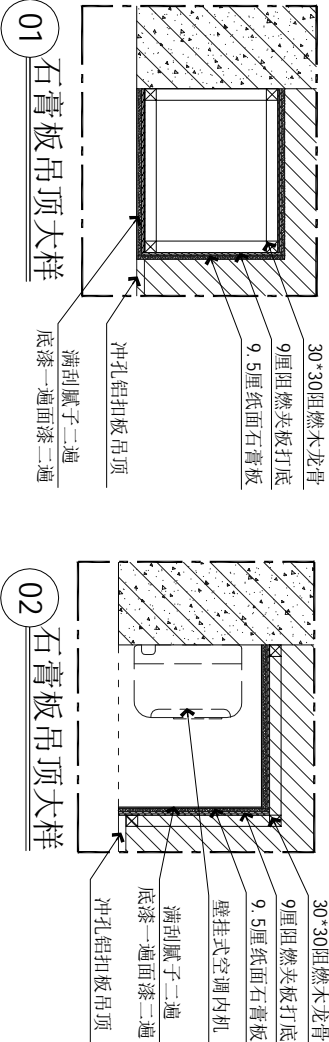 30*30阻燃木龙骨
9厘阻燃夹板打底
9.5厘纸面石膏板
冲孔铝扣板吊顶
满刮腻子二遍
底漆一遍面漆二遍
01 石膏板吊顶大样
30*30阻燃木龙骨
9厘阻燃夹板打底
9.5厘纸面石膏板
壁挂式空调内机
满刮腻子二遍
底漆一遍面漆二遍
冲孔铝扣板吊顶
02 石膏板吊顶大样